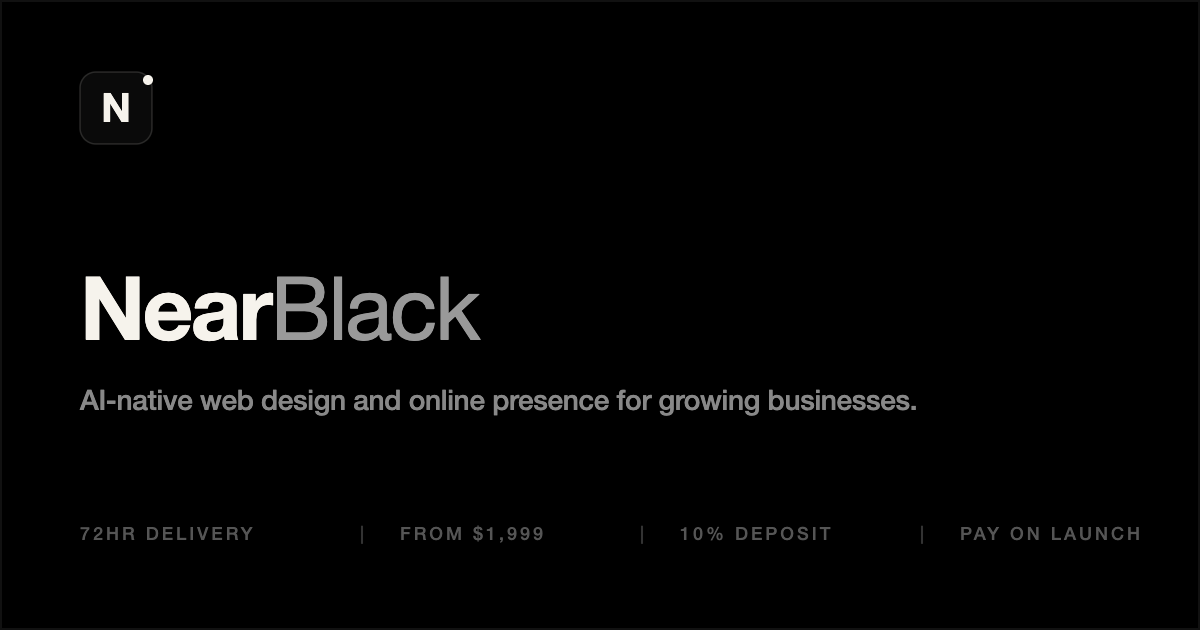 N
NearBlack
AI-native web design and online presence for growing businesses.
72HR DELIVERY | FROM $1,999 | 10% DEPOSIT | PAY ON LAUNCH